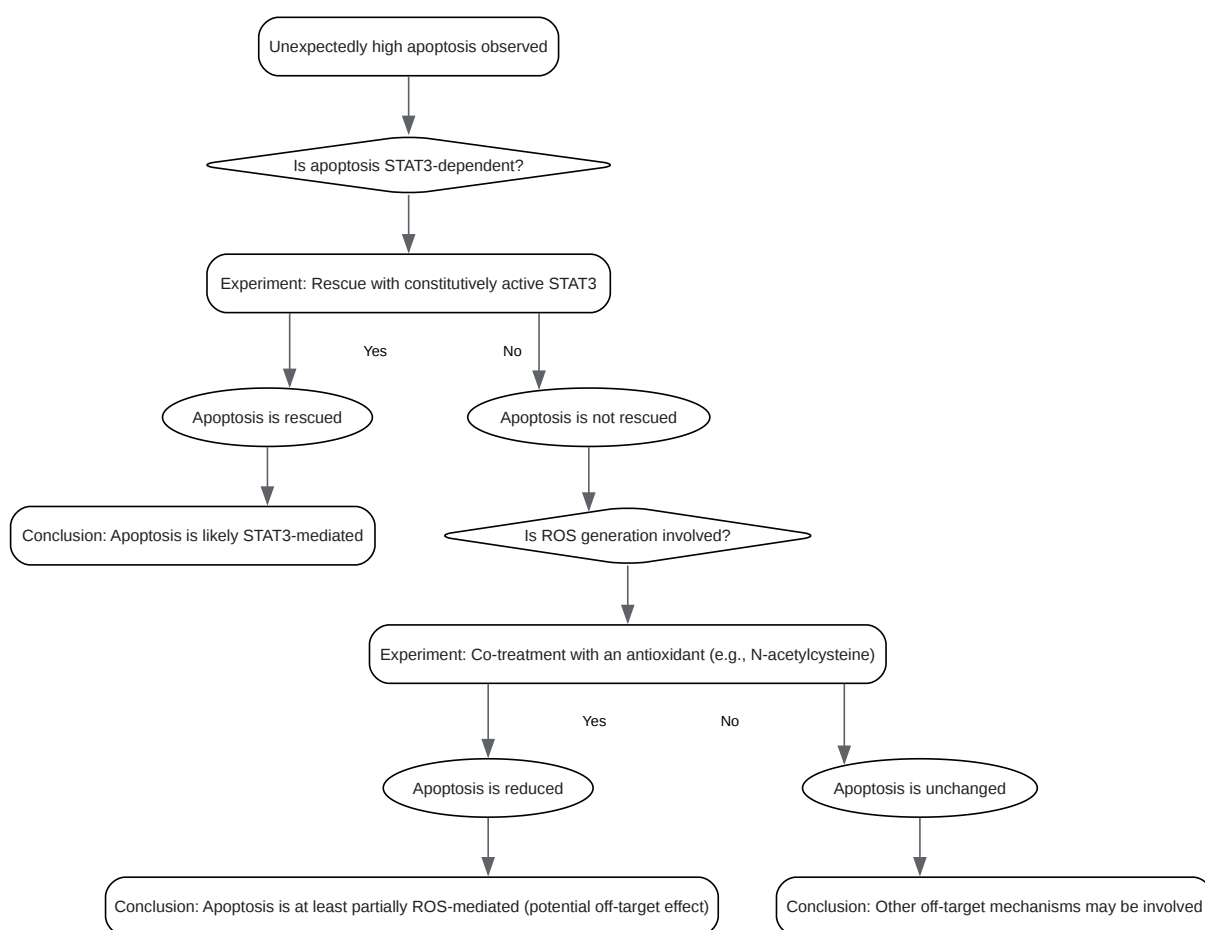 Unexpectedly high apoptosis observed
Is apoptosis STAT3-dependent?
Experiment: Rescue with constitutively active STAT3
Yes
No
Apoptosis is rescued
Apoptosis is not rescued
Conclusion: Apoptosis is likely STAT3-mediated
Is ROS generation involved?
Experiment: Co-treatment with an antioxidant (e.g., N-acetylcysteine)
Yes
No
Apoptosis is reduced
Apoptosis is unchanged
Conclusion: Apoptosis is at least partially ROS-mediated (potential off-target effect)
Conclusion: Other off-target mechanisms may be involved